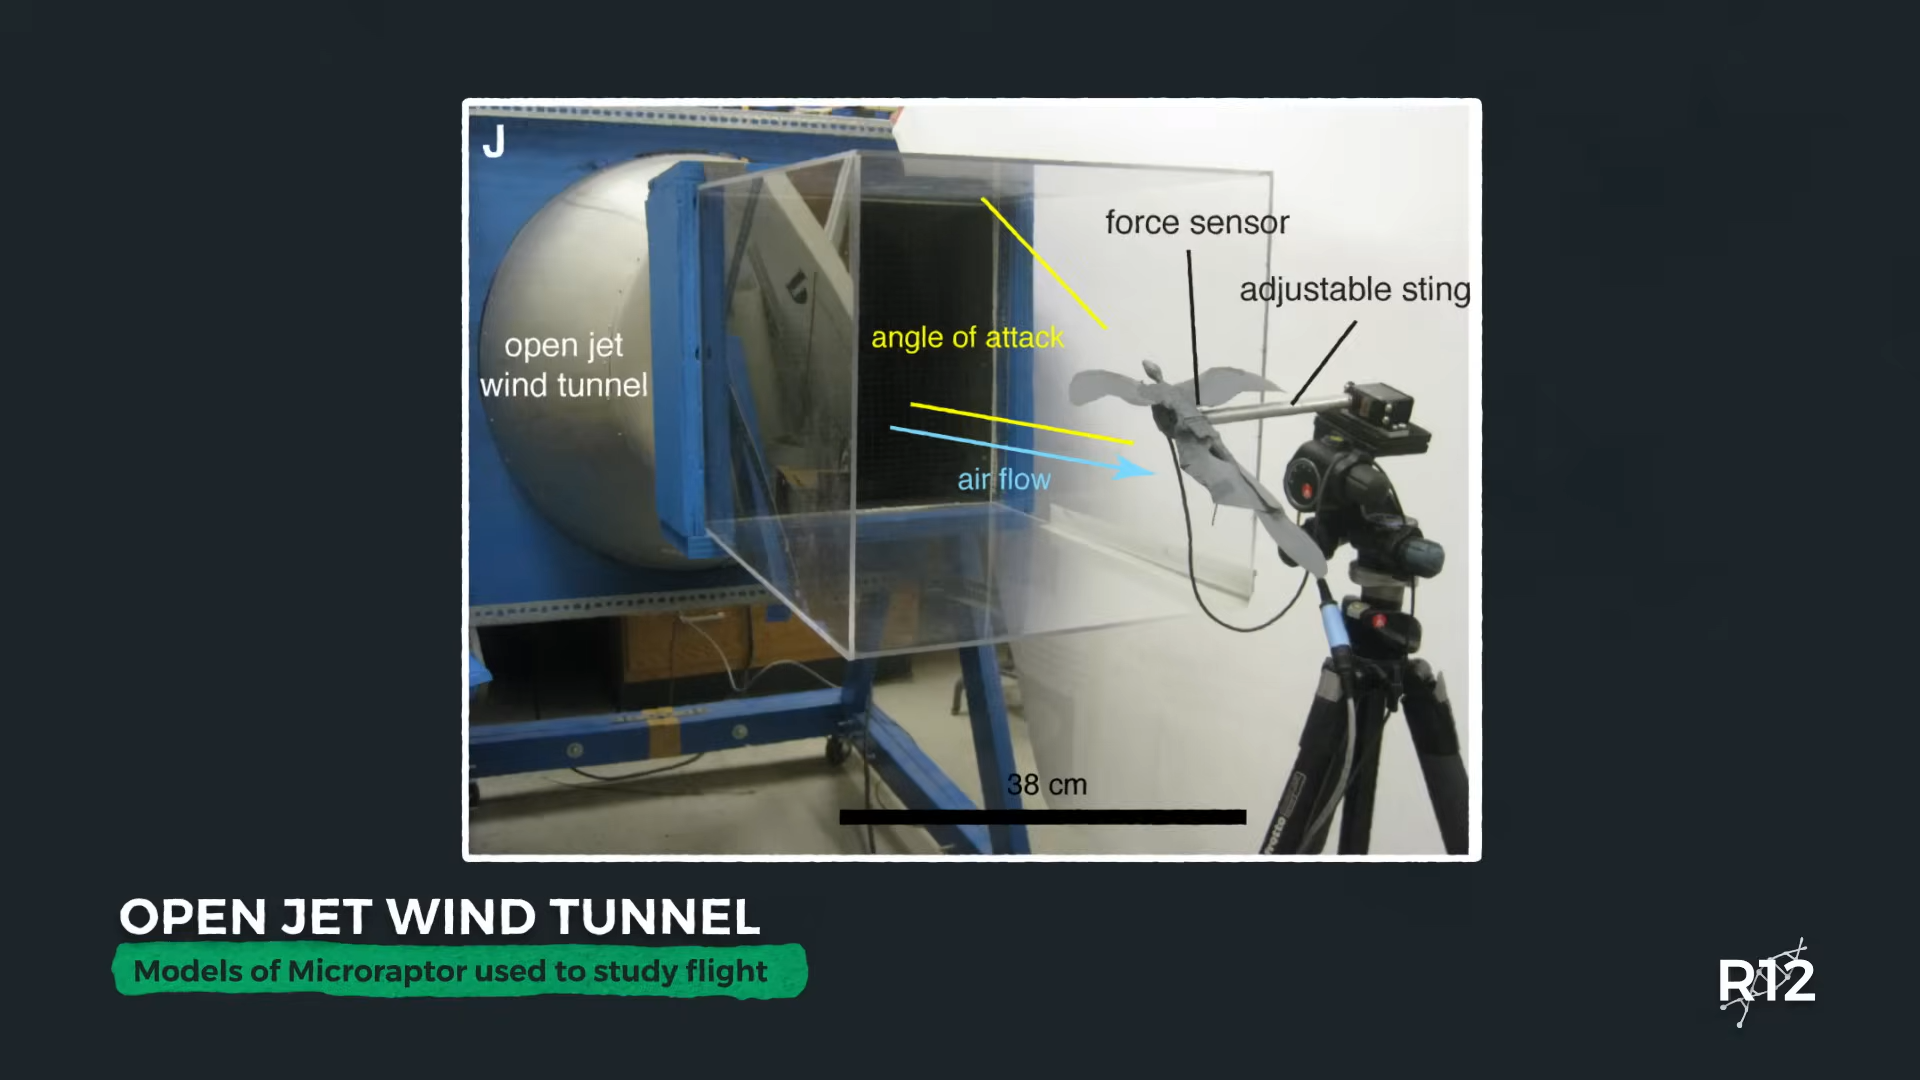 J
force sensor
adjustable sting
open jet
wind tunnel
angle of attack
air flow
38 cm
OPEN JET WIND TUNNEL
Models of Microraptor used to study flight
R12